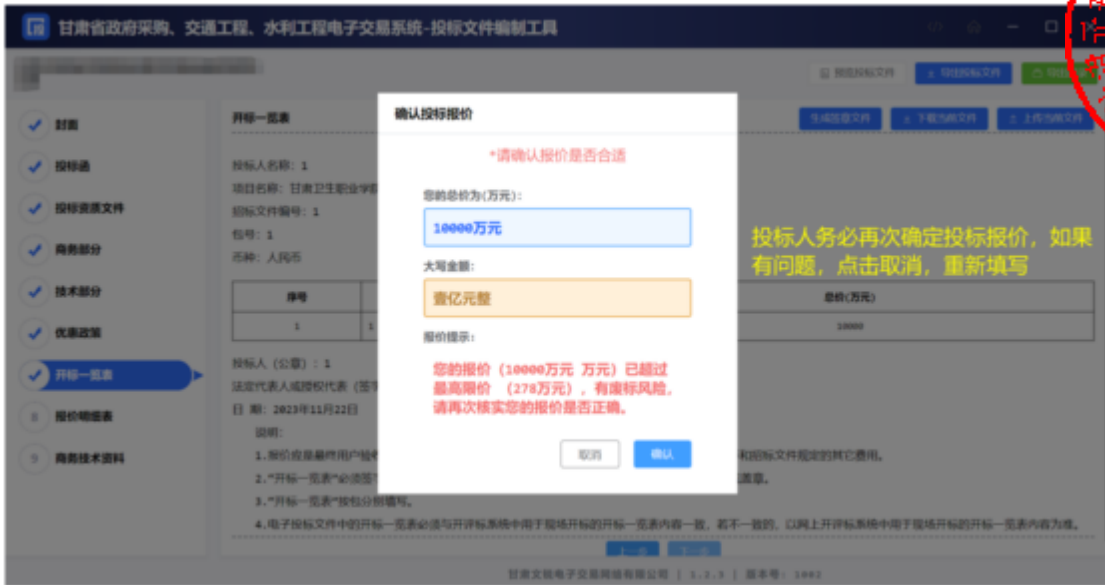 甘肃省政府采购、交通工程、水利工程电子交易系统-投标文件编制工具
预览投标文件
导出投标文件
封面
投标函
投标资质文件
商务部分
技术部分
优惠政策
开标一览表
8 报价明细表
9 商务技术资料
开标一览表
生成签章文件
下载当前文件
上传当前文件
投标人名称：1
项目名称：甘肃卫生职业学院
招标文件编号：1
包号：1
币种：人民币
序号
总价(万元)
1
1
10000
投标人（公章）：1
法定代表人或授权代表（签字
日 期：2023年11月22日
说明：
1.报价应是最终用户验收
和招标文件规定的其它费用。
2."开标一览表"必须签
盖章。
3."开标一览表"按包分别填写。
4.电子投标文件中的开标一览表必须与开评标系统中用于现场开标的开标一览表内容一致，若不一致的，以网上开评标系统中用于现场开标的开标一览表内容为准。
上一步
下一步
确认投标报价
*请确认报价是否合适
您的总价为(万元)：
10000万元
大写金额：
壹亿元整
报价提示：
您的报价（10000万元 万元）已超过
最高限价 （278万元），有废标风险，
请再次核实您的报价是否正确。
取消
确认
投标人务必再次确定投标报价，如果
有问题，点击取消，重新填写
甘肃文锐电子交易网络有限公司 | 1.2.3 | 版本号：1002